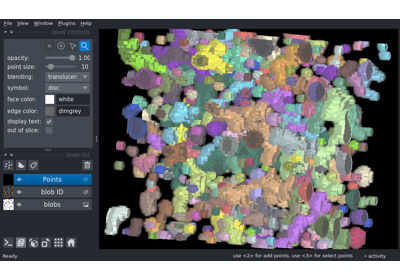 File View Window Plugins Help
layer controls
opacity: 1.00
point size: 10
blending: translucen
symbol: disc
face color: white
edge color: dimgrey
display text:
out of slice:
layer list
Points
blob ID
blobs
Ready
use <2> for add points, use <3> for select points
activity